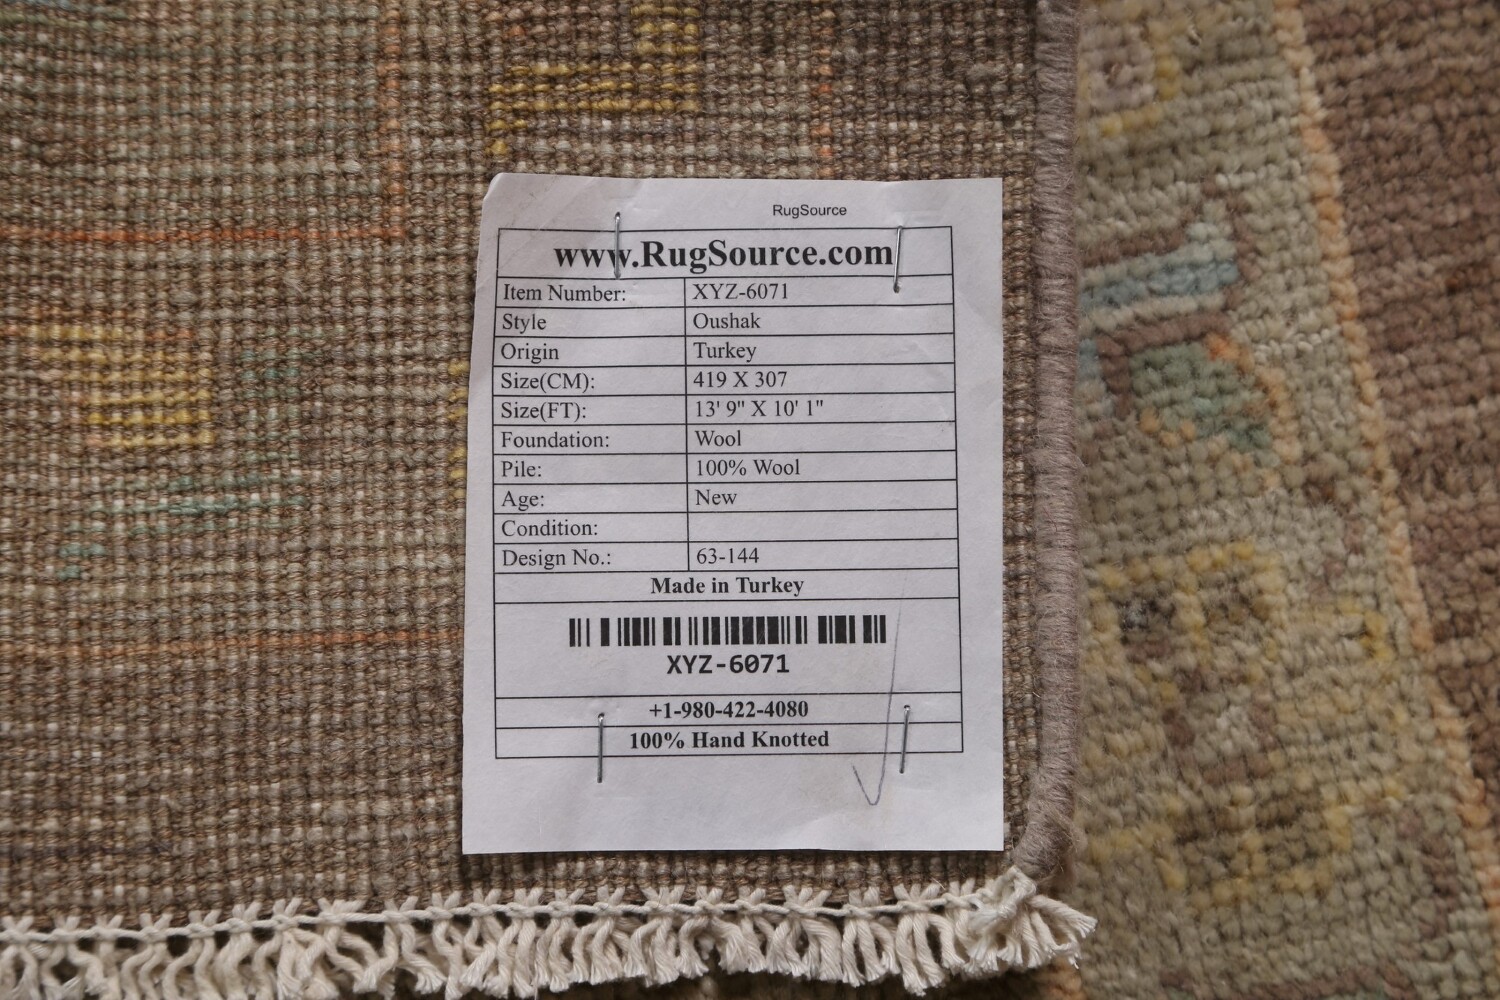 RugSource
www.RugSource.com
Item Number: XYZ-6071
Style Oushak
Origin Turkey
Size(CM): 419 X 307
Size(FT): 13' 9" X 10' 1"
Foundation: Wool
Pile: 100% Wool
Age: New
Condition:
Design No.: 63-144
Made in Turkey
XYZ-6071
+1-980-422-4080
100% Hand Knotted